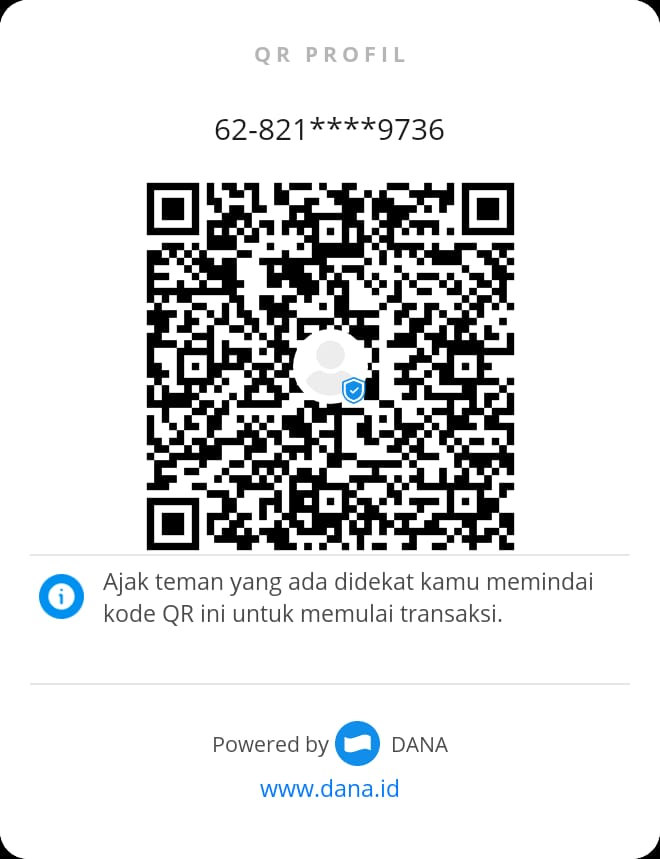 QR PROFIL
62-821****9736
Ajak teman yang ada didekat kamu memindai
kode QR ini untuk memulai transaksi.
Powered by DANA
www.dana.id